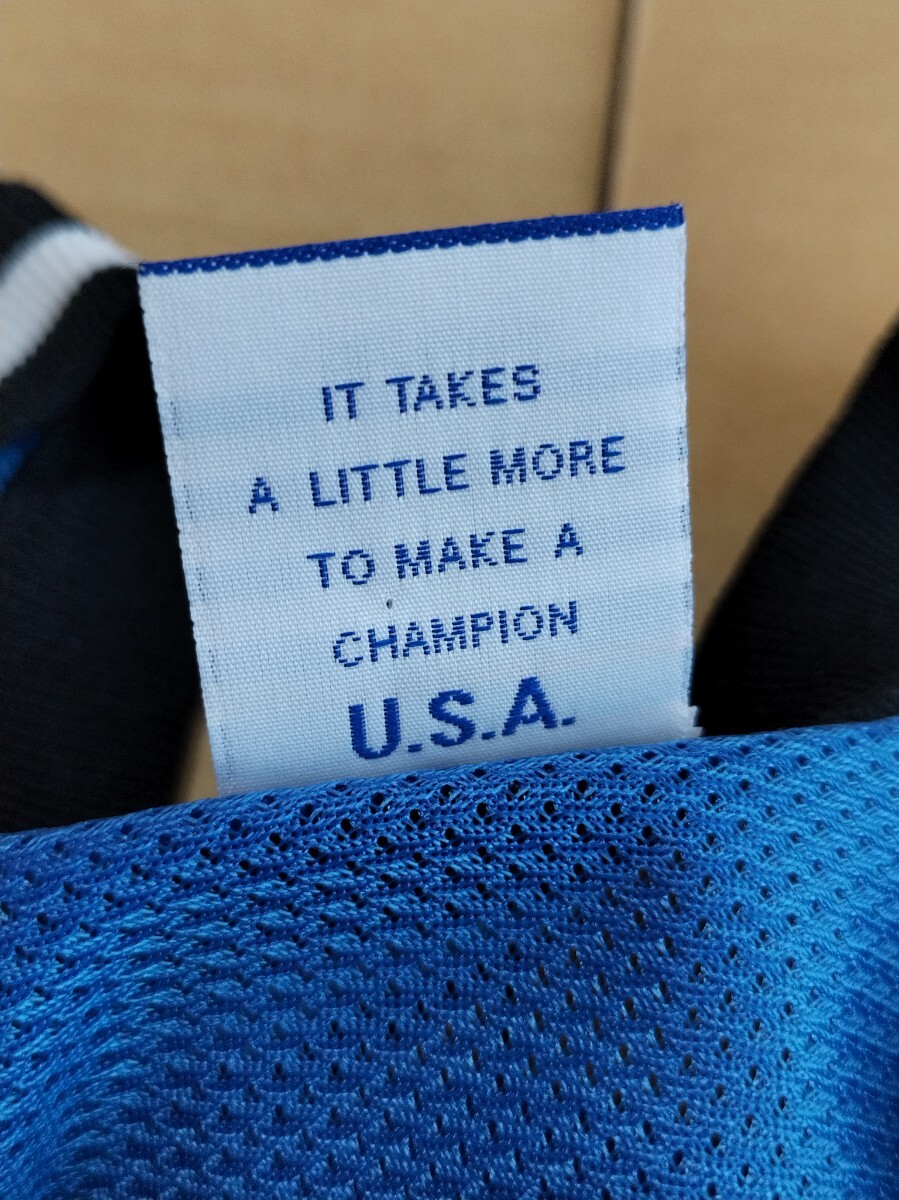 IT TAKES
A LITTLE MORE
TO MAKE A
CHAMPION
U.S.A.